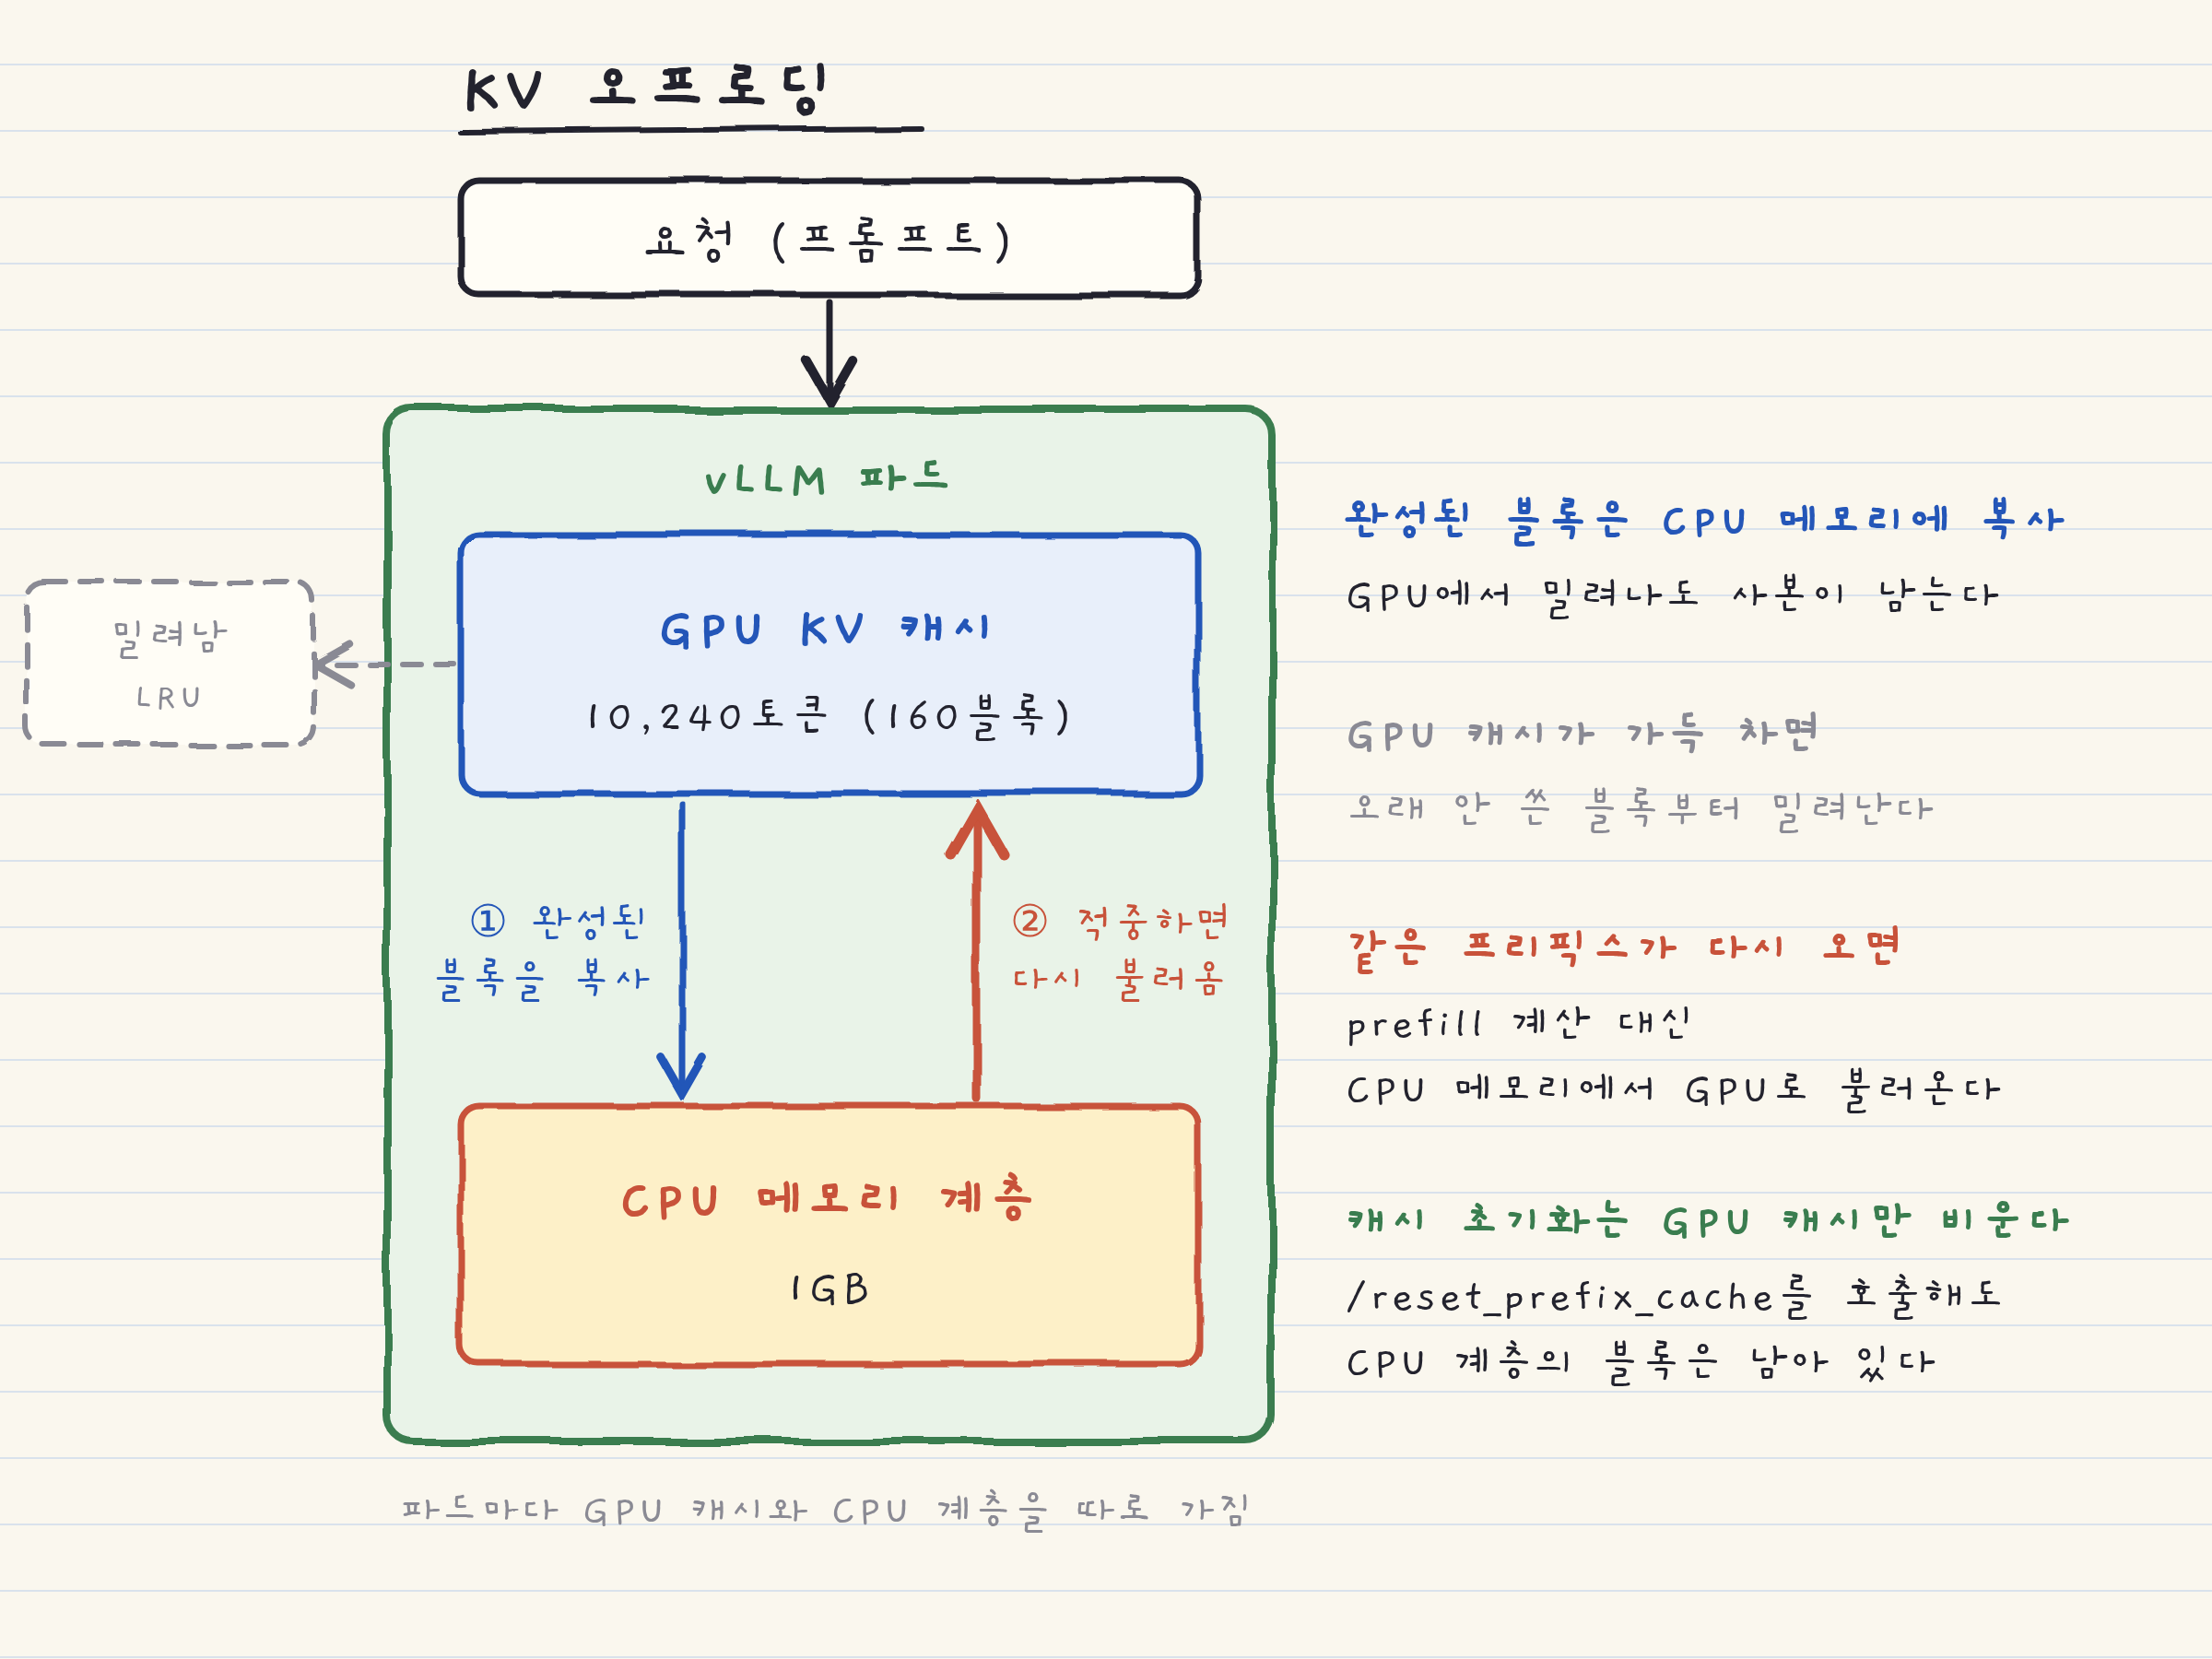 KV 오프로딩
요청 (프롬프트)
vLLM 파드
GPU KV 캐시
10,240토큰 (160블록)
밀려남
LRU
① 완성된
블록을 복사
② 적중하면
다시 불러옴
CPU 메모리 계층
1GB
파드마다 GPU 캐시와 CPU 계층을 따로 가짐
완성된 블록은 CPU 메모리에 복사
GPU에서 밀려나도 사본이 남는다
GPU 캐시가 가득 차면
오래 안 쓴 블록부터 밀려난다
같은 프리픽스가 다시 오면
prefill 계산 대신
CPU 메모리에서 GPU로 불러온다
캐시 초기화는 GPU 캐시만 비운다
/reset_prefix_cache를 호출해도
CPU 계층의 블록은 남아 있다